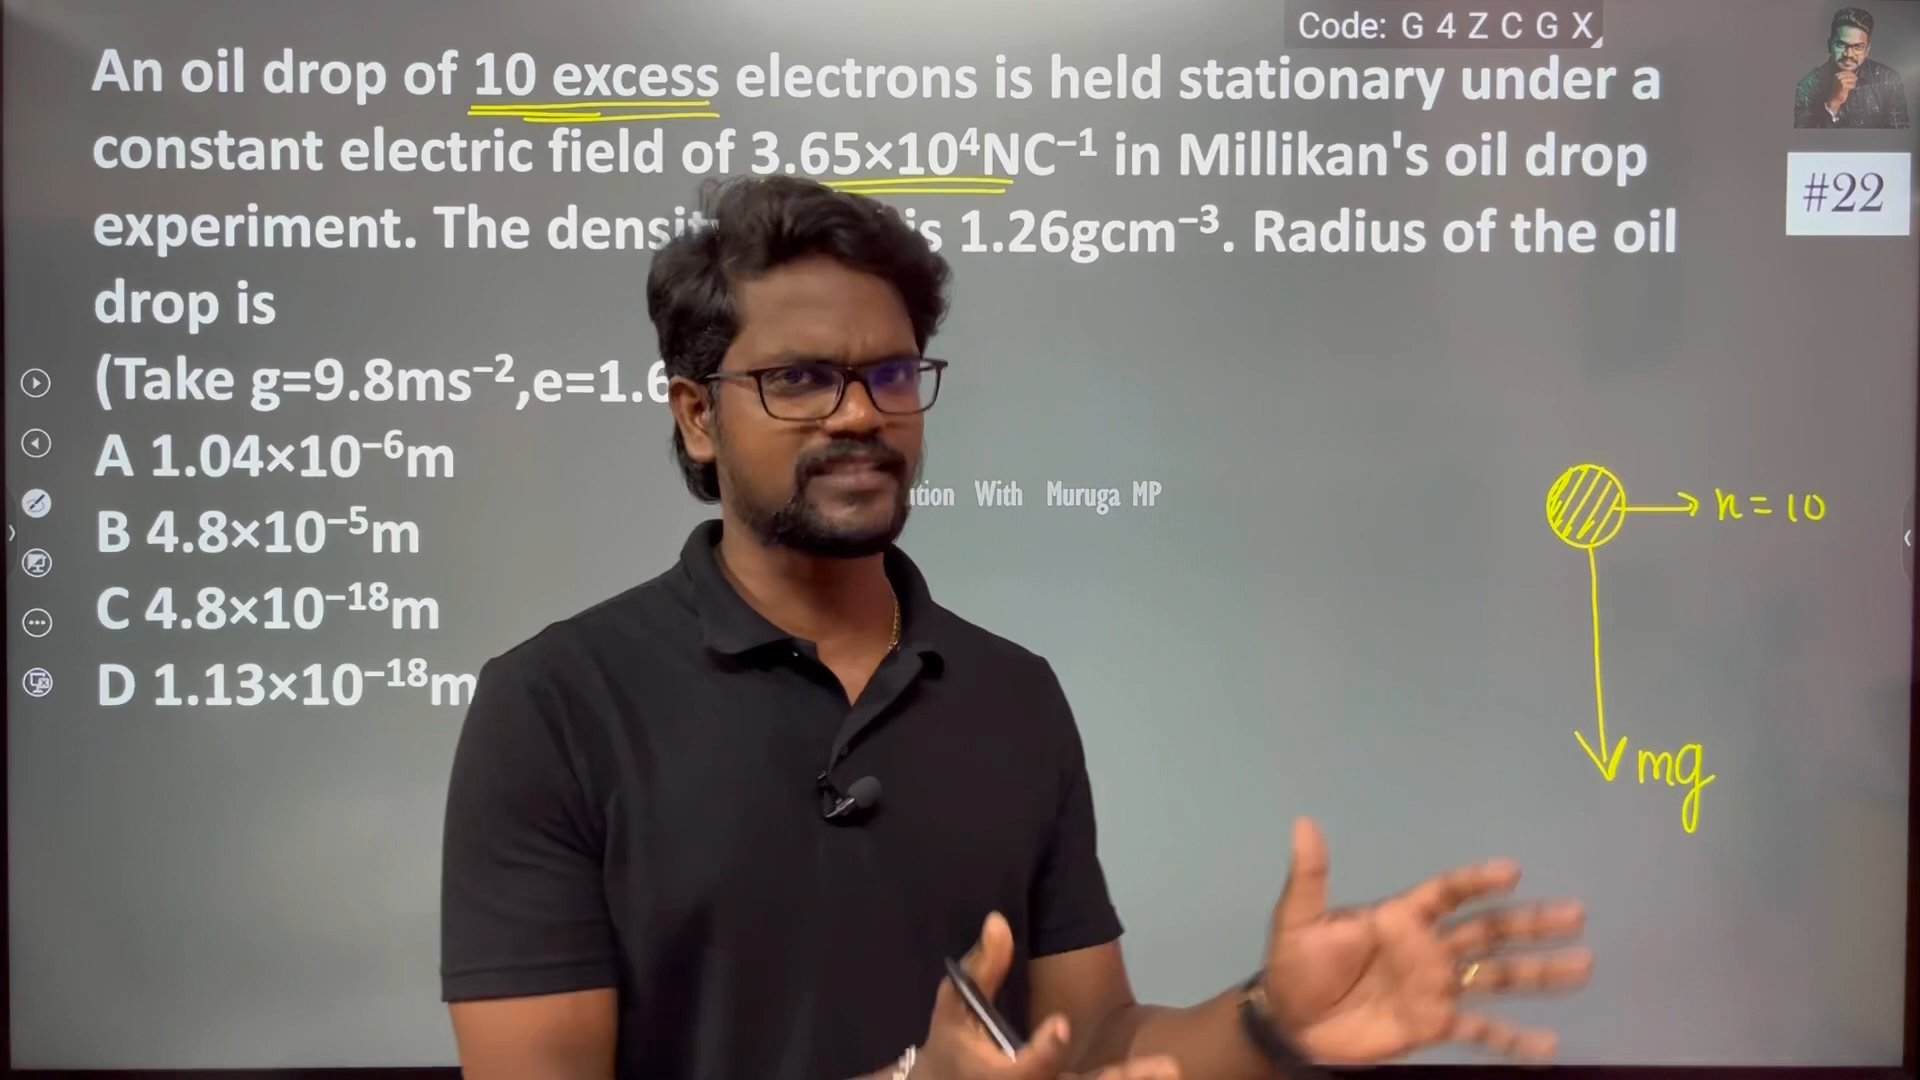 Code: G 4 Z C G X
An oil drop of 10 excess electrons is held stationary under a
constant electric field of 3.65×10⁴NC⁻¹ in Millikan's oil drop
#22
experiment. The densit is 1.26gcm⁻³. Radius of the oil
drop is
(Take g=9.8ms⁻²,e=1.6
A 1.04×10⁻⁶m
With Muruga MP
n = 10
B 4.8×10⁻⁵m
C 4.8×10⁻¹⁸m
D 1.13×10⁻¹⁸m
mg